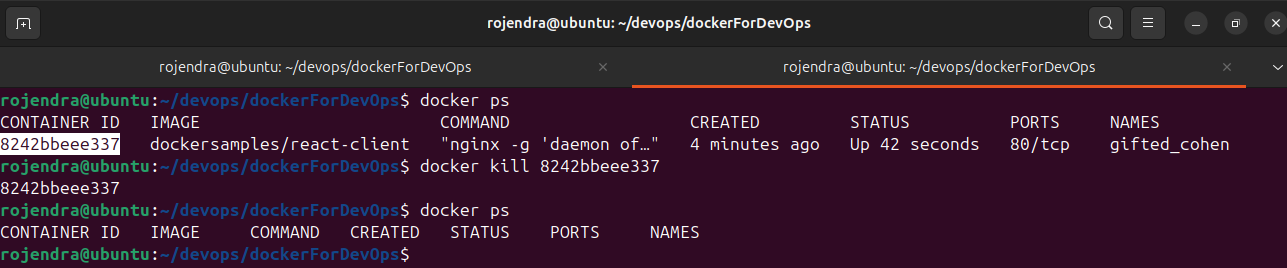 rojendra@ubuntu: ~/devops/dockerForDevOps
rojendra@ubuntu: ~/devops/dockerForDevOps × rojendra@ubuntu: ~/devops/dockerForDevOps ×
rojendra@ubuntu:~/devops/dockerForDevOps$ docker ps
CONTAINER ID   IMAGE                        COMMAND                  CREATED         STATUS          PORTS     NAMES
8242bbeee337   dockersamples/react-client   "nginx -g 'daemon of…"   4 minutes ago   Up 42 seconds   80/tcp    gifted_cohen
rojendra@ubuntu:~/devops/dockerForDevOps$ docker kill 8242bbeee337
8242bbeee337
rojendra@ubuntu:~/devops/dockerForDevOps$ docker ps
CONTAINER ID   IMAGE     COMMAND   CREATED   STATUS    PORTS     NAMES
rojendra@ubuntu:~/devops/dockerForDevOps$